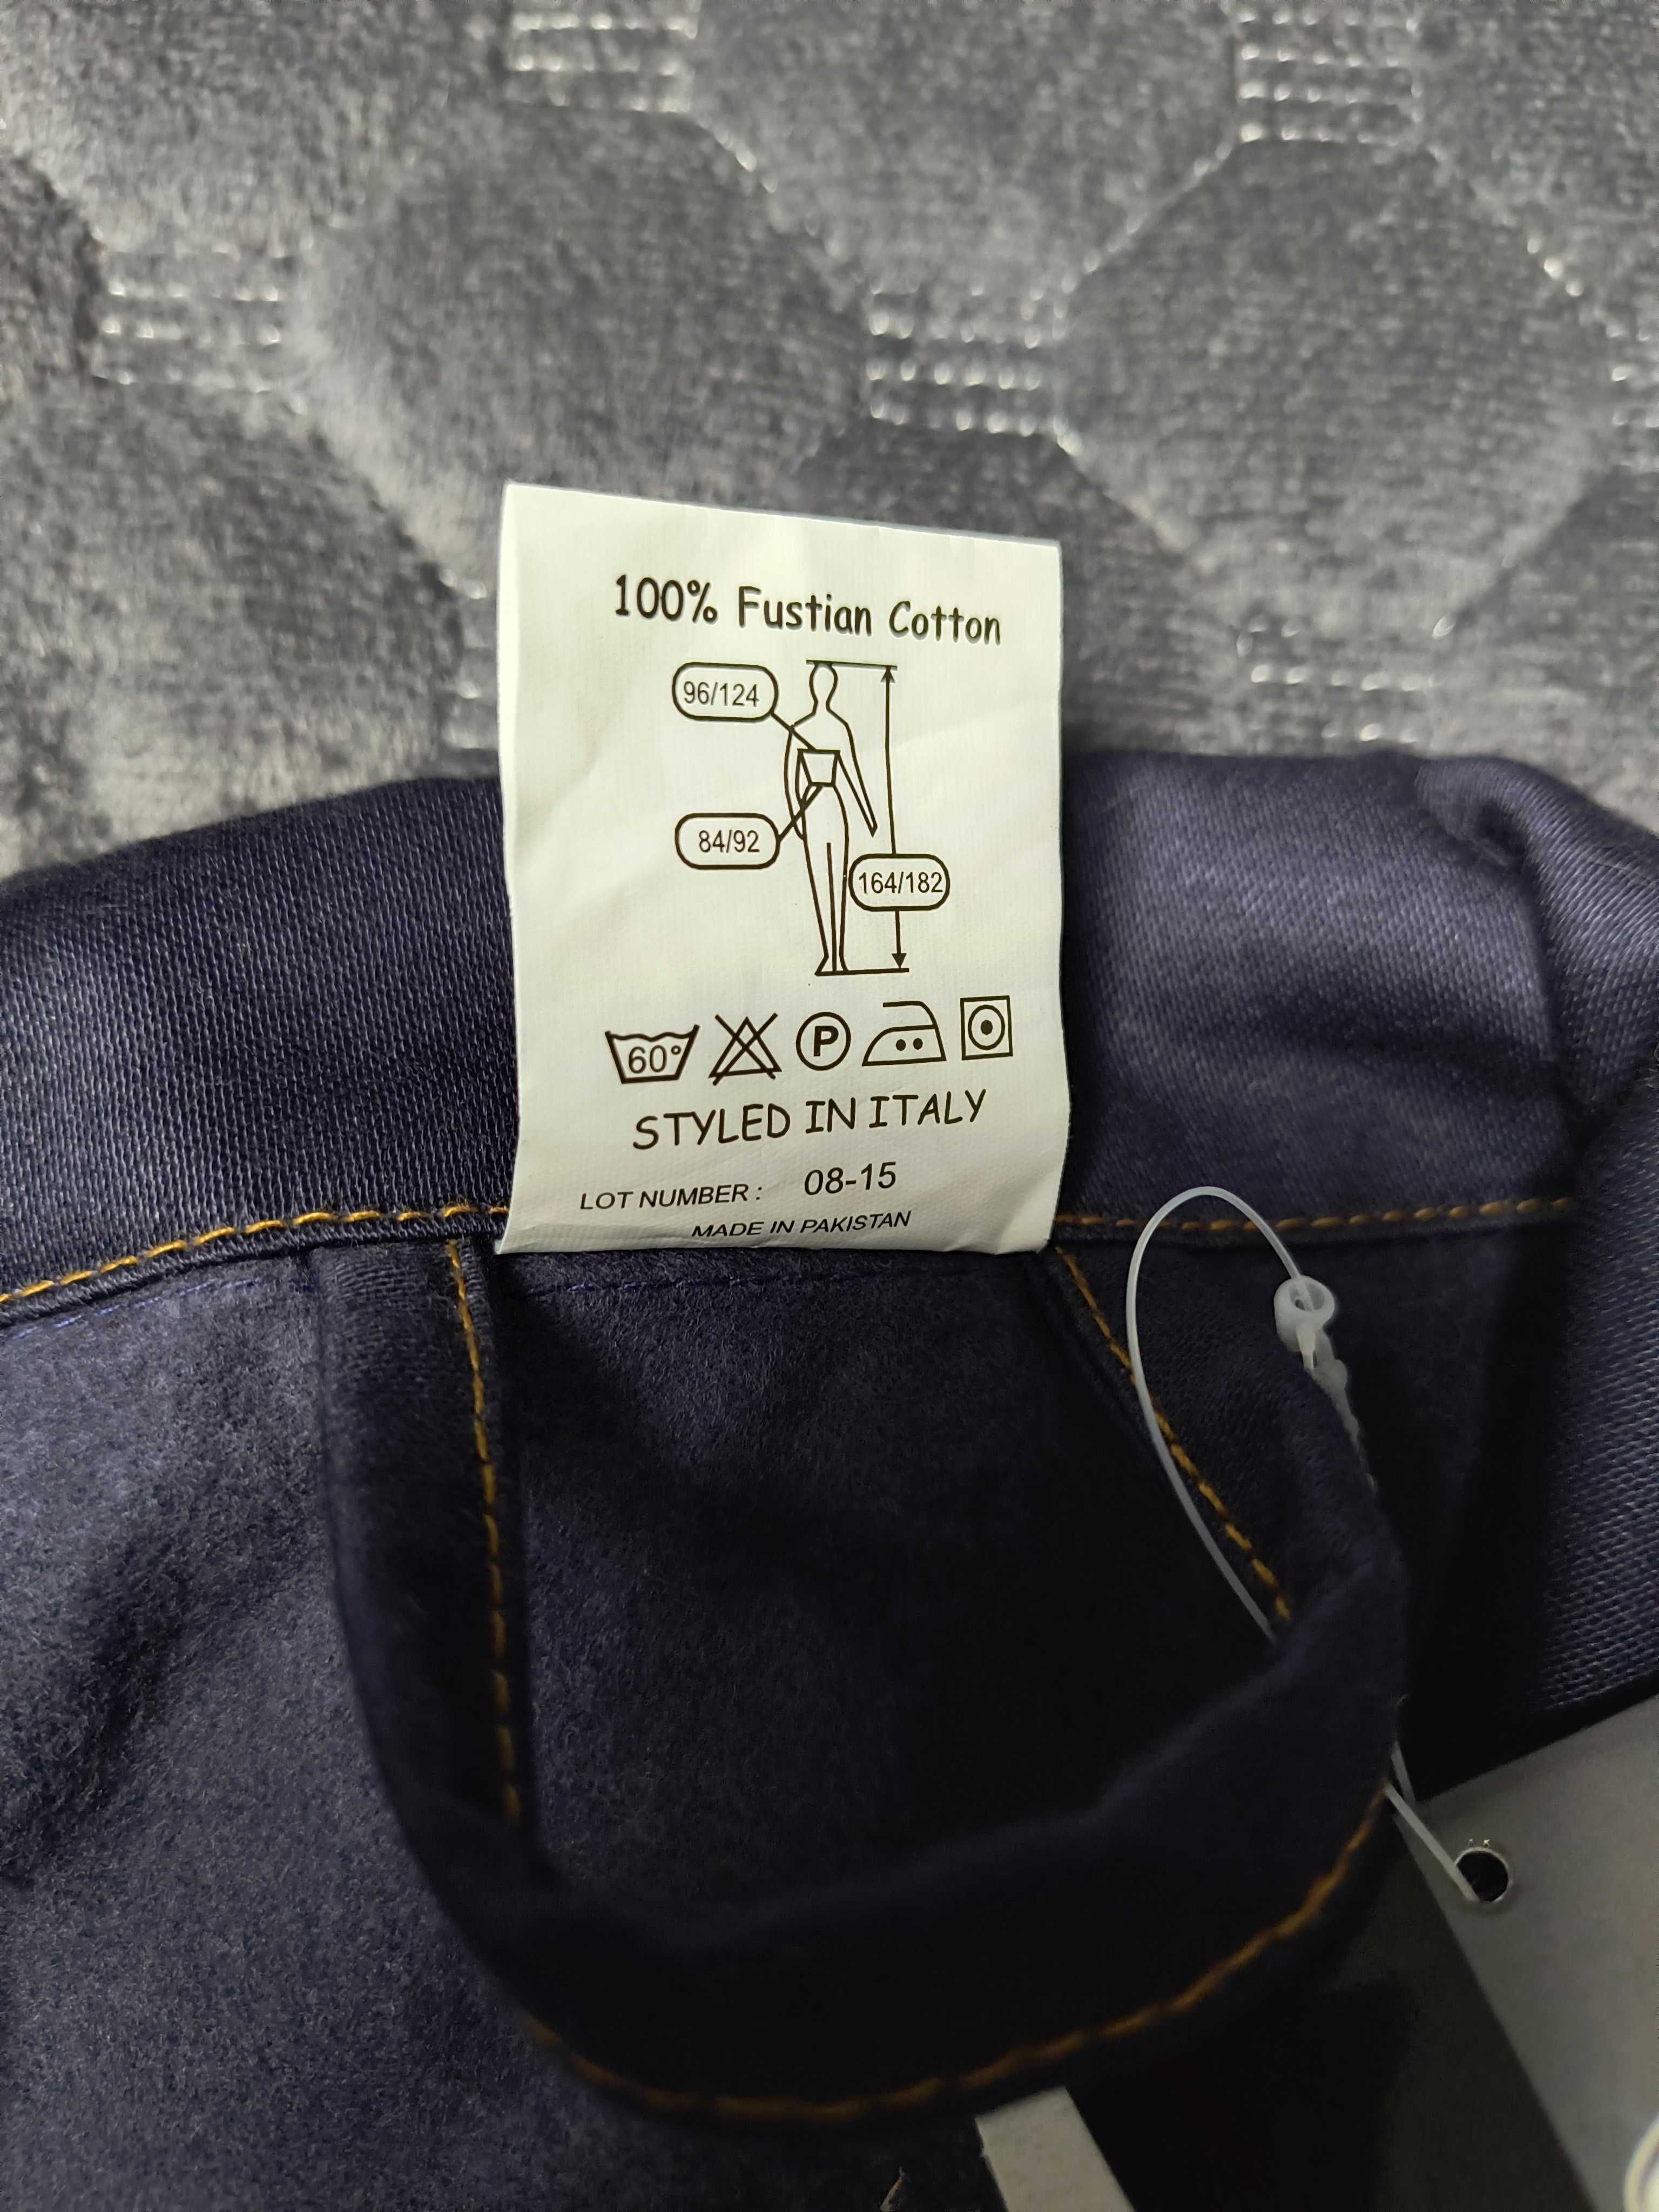 100% Fustian Cotton
96/124
84/92
164/182
60°
P
STYLED IN ITALY
LOT NUMBER : 08-15
MADE IN PAKISTAN